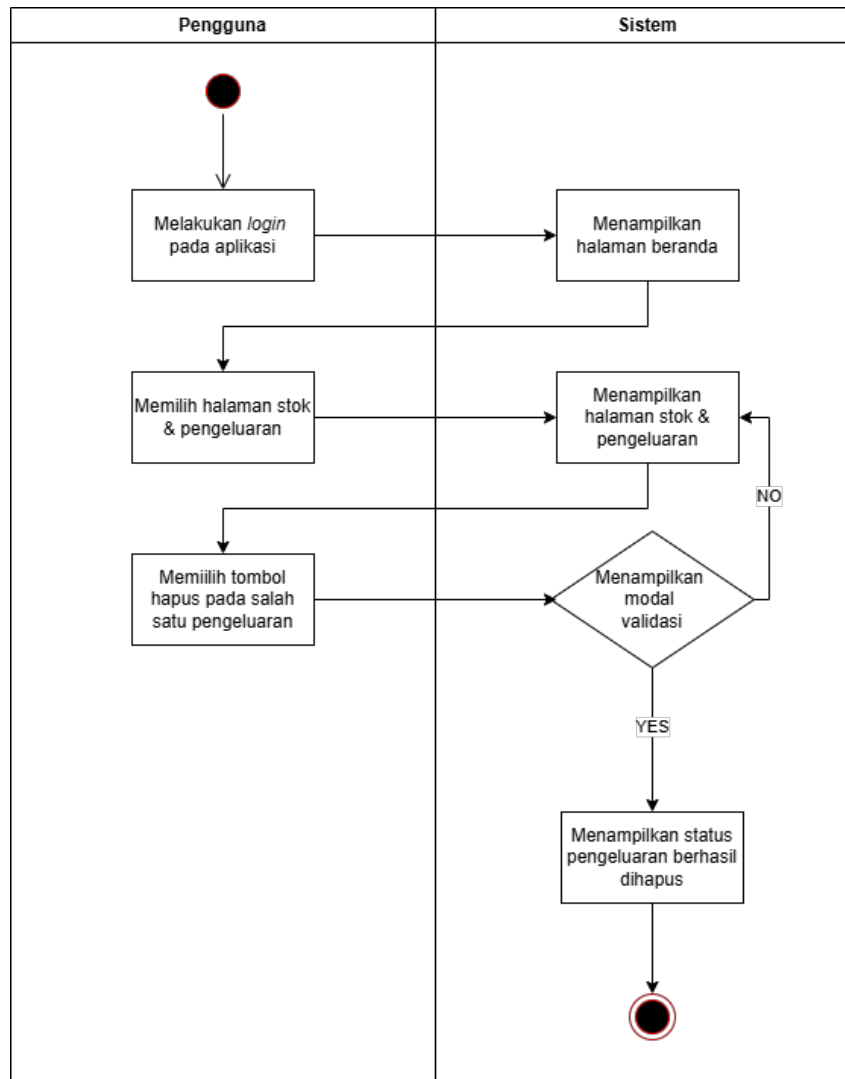 Pengguna
Sistem
Melakukan login
pada aplikasi
Menampilkan
halaman beranda
Memilih halaman stok
& pengeluaran
Menampilkan
halaman stok &
pengeluaran
NO
Memiilih tombol
hapus pada salah
satu pengeluaran
Menampilkan
modal
validasi
YES
Menampilkan status
pengeluaran berhasil
dihapus